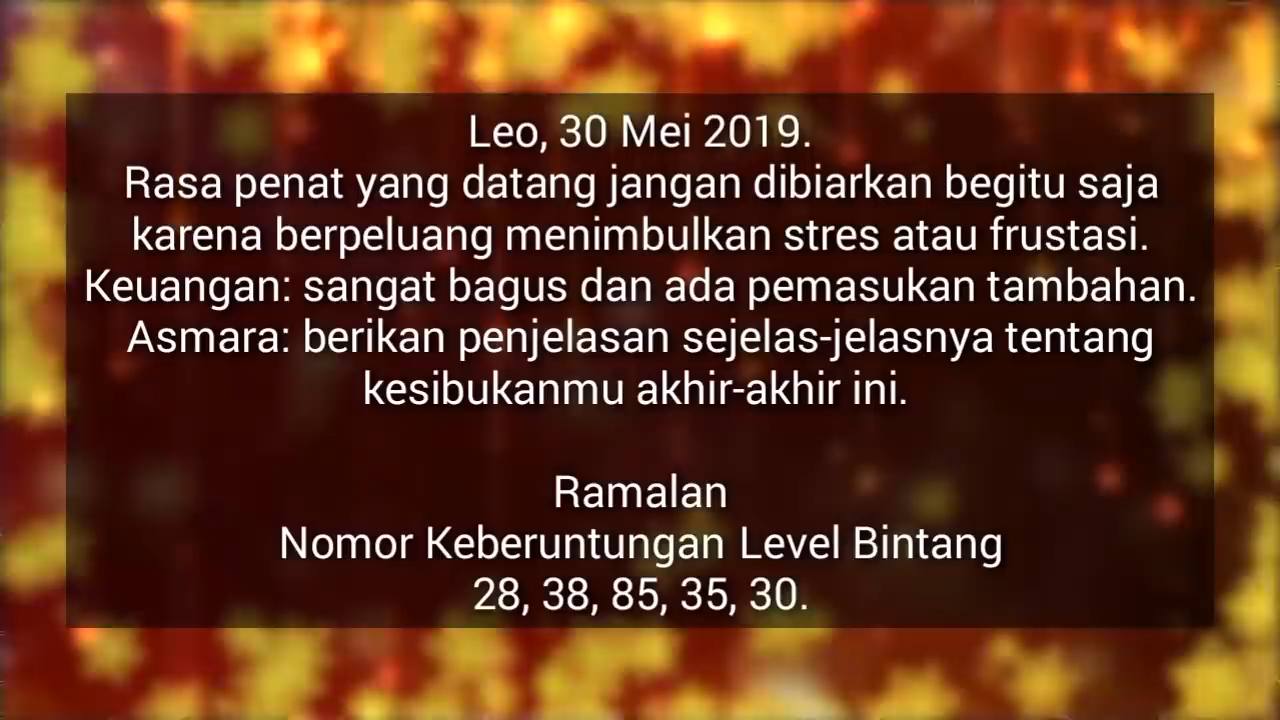 Leo, 30 Mei 2019.
Rasa penat yang datang jangan dibiarkan begitu saja
karena berpeluang menimbulkan stres atau frustasi.
Keuangan: sangat bagus dan ada pemasukan tambahan.
Asmara: berikan penjelasan sejelas-jelasnya tentang
kesibukanmu akhir-akhir ini.
Ramalan
Nomor Keberuntungan Level Bintang
28, 38, 85, 35, 30.